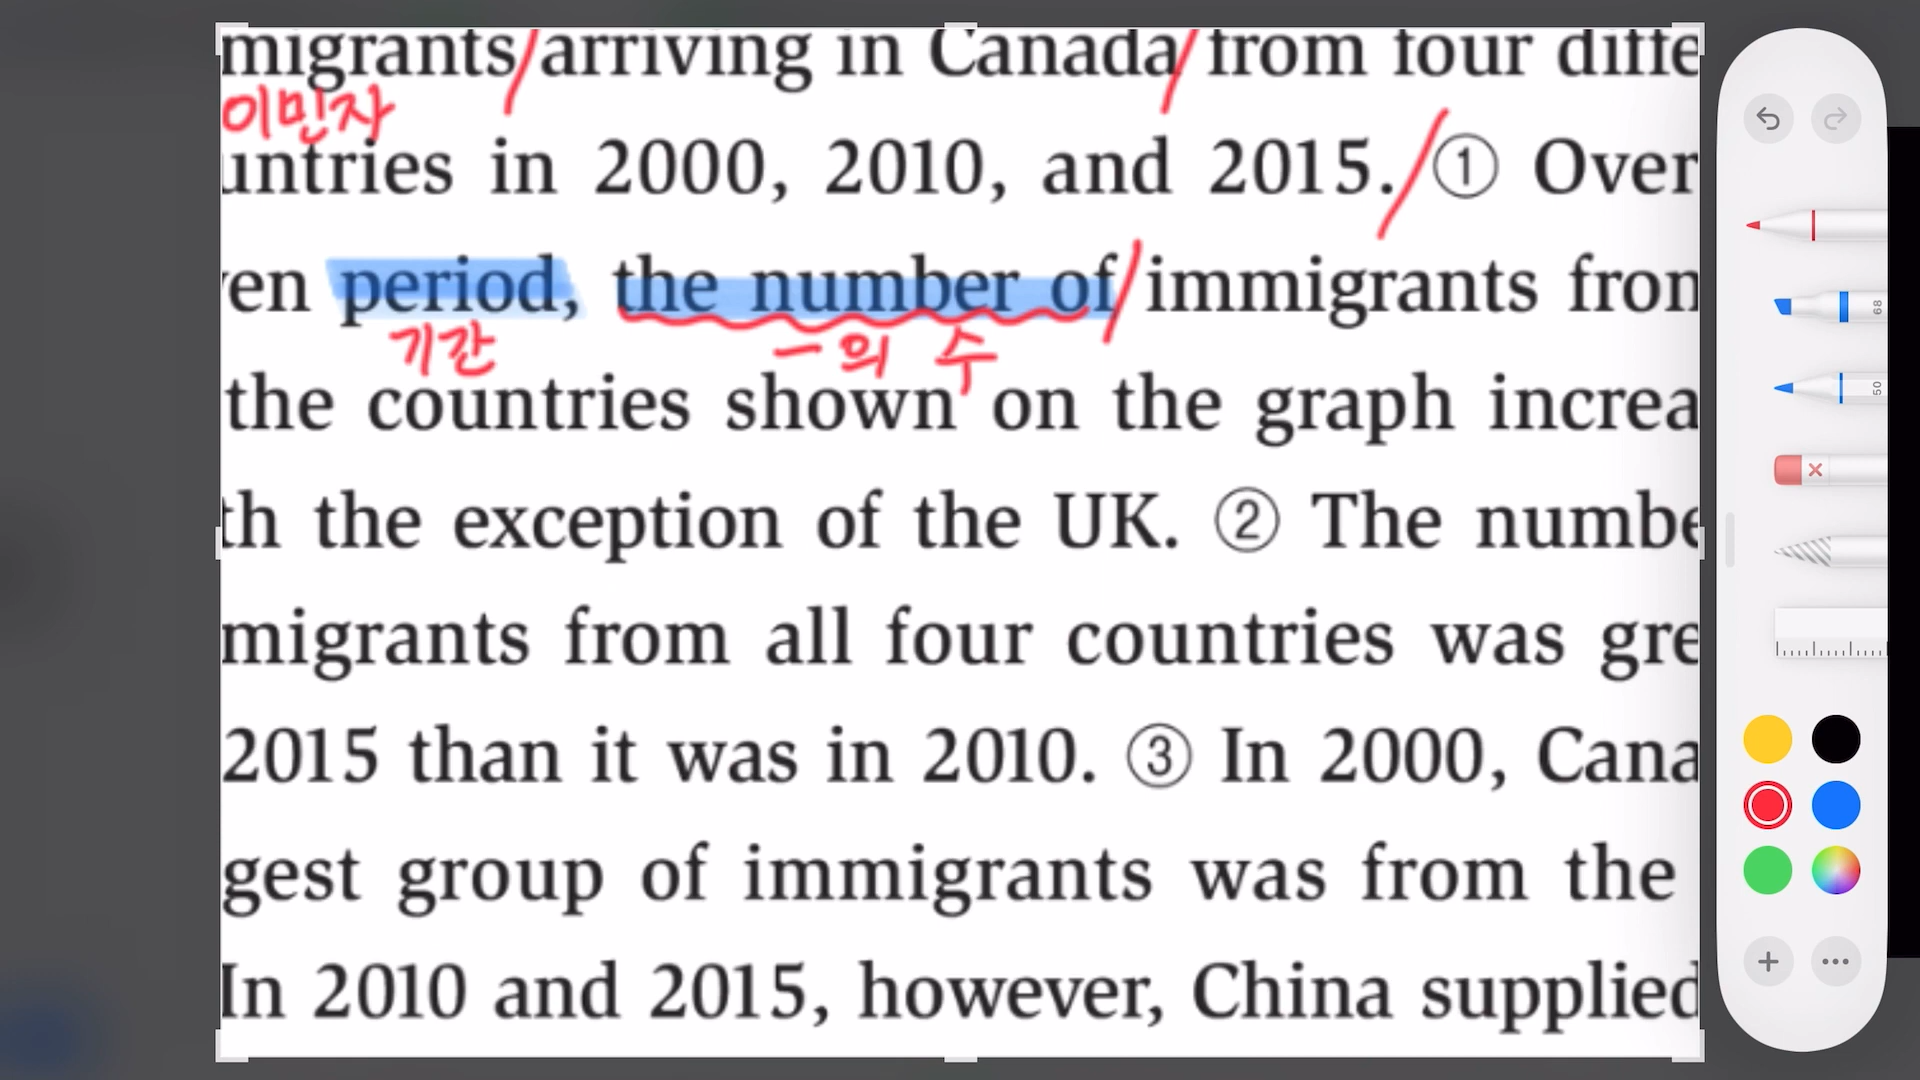 migrants/arriving in Canada/from four diffe
이민자
untries in 2000, 2010, and 2015./① Over
en period, the number of/immigrants from
기간 ~의 수
the countries shown on the graph increa
th the exception of the UK. ② The numbe
migrants from all four countries was gre
2015 than it was in 2010. ③ In 2000, Cana
gest group of immigrants was from the
In 2010 and 2015, however, China supplied
68
50